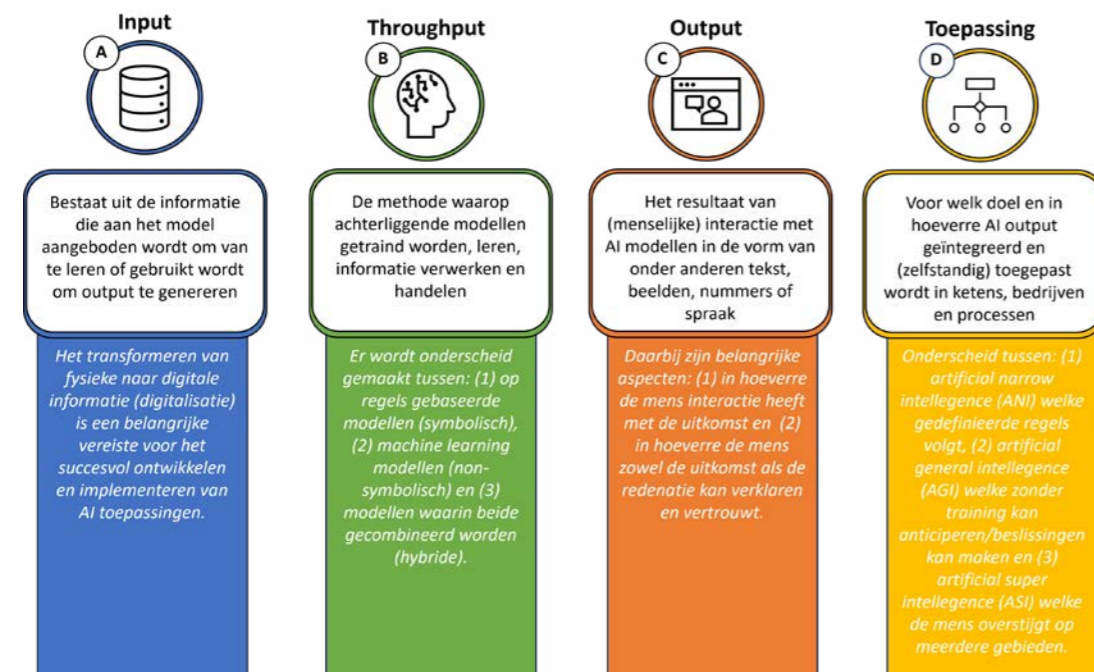 Input
A
Bestaat uit de informatie
die aan het model
aangeboden wordt om van
te leren of gebruikt wordt
om output te genereren
Het transformeren van
fysieke naar digitale
informatie (digitalisatie)
is een belangrijke
vereiste voor het
succesvol ontwikkelen
en implementeren van
AI toepassingen.
Throughput
B
De methode waarop
achterliggende modellen
getraind worden, leren,
informatie verwerken en
handelen
Er wordt onderscheid
gemaakt tussen: (1) op
regels gebaseerde
modellen (symbolisch),
(2) machine learning
modellen (non-
symbolisch) en (3)
modellen waarin beide
gecombineerd worden
(hybride).
Output
C
Het resultaat van
(menselijke) interactie met
AI modellen in de vorm van
onder anderen tekst,
beelden, nummers of
spraak
Daarbij zijn belangrijke
aspecten: (1) in hoeverre
de mens interactie heeft
met de uitkomst en (2)
in hoeverre de mens
zowel de uitkomst als de
redenatie kan verklaren
en vertrouwt.
Toepassing
D
Voor welk doel en in
hoeverre AI output
geïntegreerd en
(zelfstandig) toegepast
wordt in ketens, bedrijven
en processen
Onderscheid tussen: (1)
artificial narrow
intellegence (ANI) welke
gedefinieerde regels
volgt, (2) artificial
general intellegence
(AGI) welke zonder
training kan
anticiperen/beslissingen
kan maken en (3)
artificial super
intellegence (ASI) welke
de mens overstijgt op
meerdere gebieden.